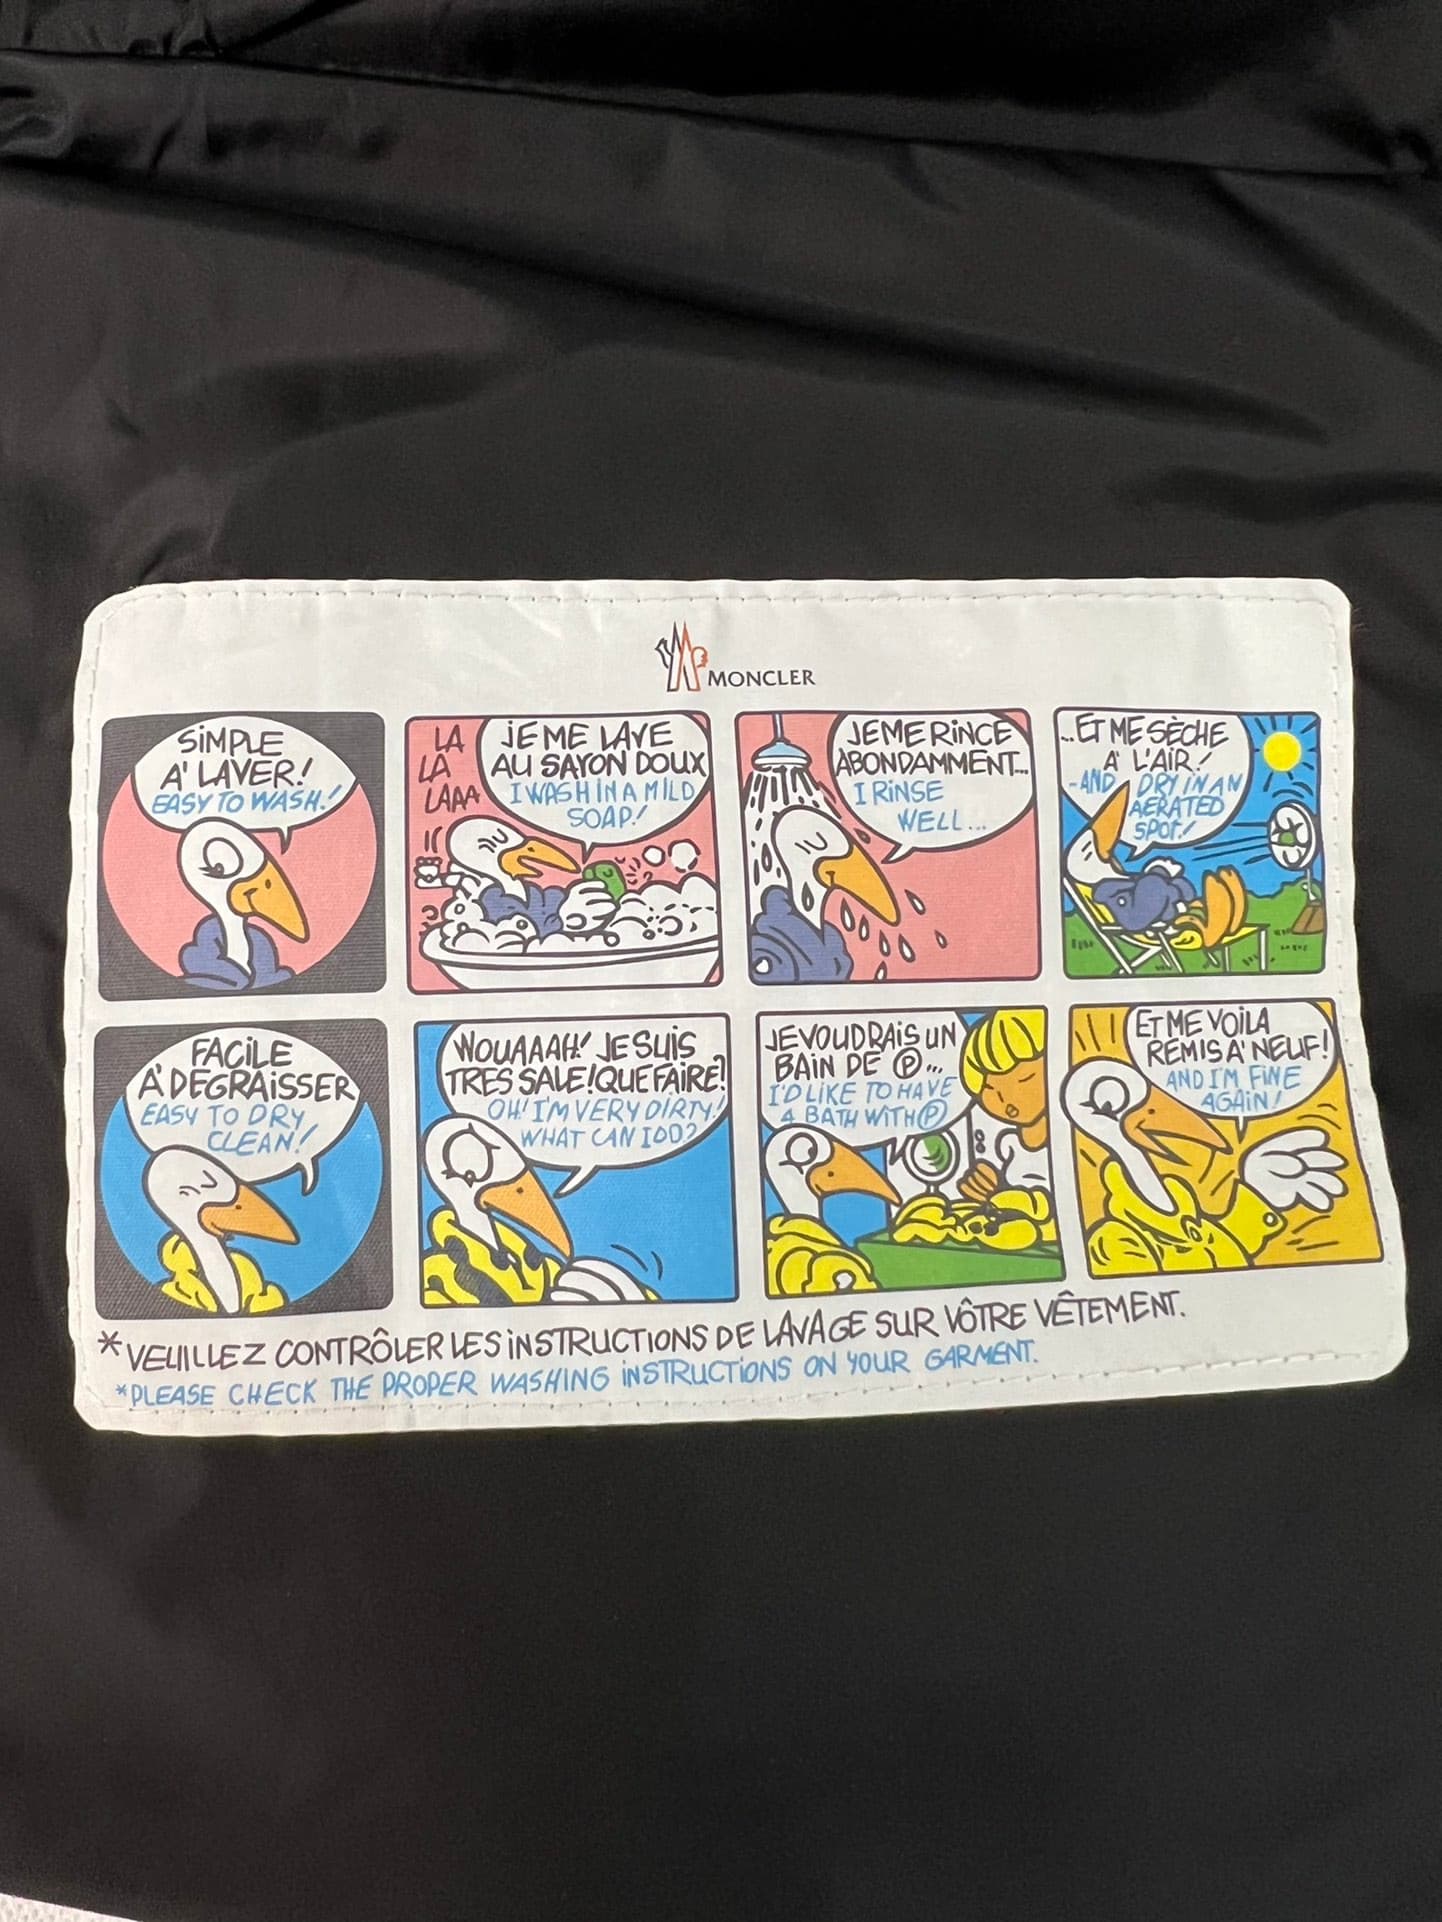 MONCLER
SiMPLE
A' LAVER!
EASY TO WASH!
LA
LA
LAAA
JE ME LAVE
AU SAVON DOUX
I WASH IN A MILD
SOAP!
JE ME RiNCE
ABONDAMMENT...
I RiNSE
WELL...
...ET ME SÈCHE
A' L'AIR!
-AND DRY IN AN
AERATED
SPOT!
FACiLE
A' DEGRAiSSER
EASY TO DRY
CLEAN!
WOUAAAH! JE SUiS
TRES SALE! QUE FAiRE?
OH! I'M VERY DIRTY!
WHAT CAN I DO?
JE VOUDRAiS UN
BAiN DE Ⓟ...
I'D LiKE TO HAVE
A BATH WiTH Ⓟ
ET ME VOiLA
REMiS A' NEUF!
AND I'M FiNE
AGAiN!
*VEUILLEZ CONTRÔLER LES iNSTRUCTiONS DE LAVAGE SUR VÔTRE VÊTEMENT.
*PLEASE CHECK THE PROPER WASHING iNSTRUCTiONS ON YOUR GARMENT.